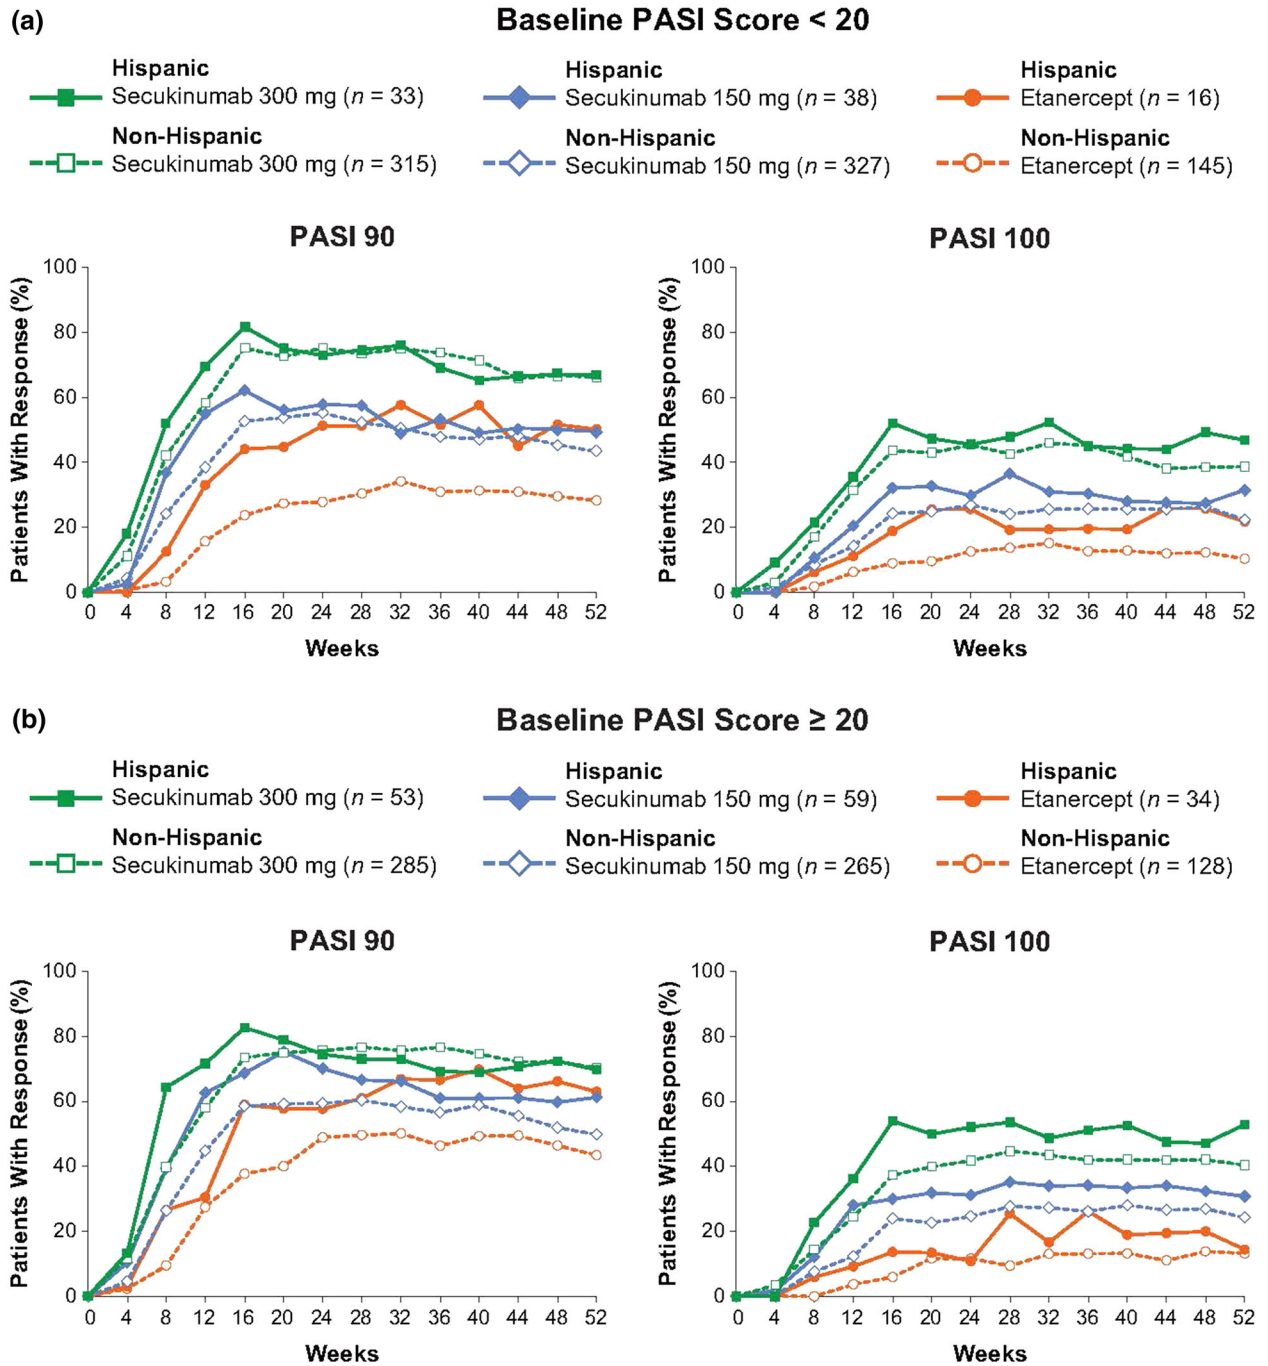 (a)
Baseline PASI Score < 20
Hispanic
Secukinumab 300 mg (n = 33)
Hispanic
Secukinumab 150 mg (n = 38)
Hispanic
Etanercept (n = 16)
Non-Hispanic
Secukinumab 300 mg (n = 315)
Non-Hispanic
Secukinumab 150 mg (n = 327)
Non-Hispanic
Etanercept (n = 145)
PASI 90
Patients With Response (%)
100
80
60
40
20
0
0 4 8 12 16 20 24 28 32 36 40 44 48 52
Weeks
PASI 100
Patients With Response (%)
100
80
60
40
20
0
0 4 8 12 16 20 24 28 32 36 40 44 48 52
Weeks
(b)
Baseline PASI Score ≥ 20
Hispanic
Secukinumab 300 mg (n = 53)
Hispanic
Secukinumab 150 mg (n = 59)
Hispanic
Etanercept (n = 34)
Non-Hispanic
Secukinumab 300 mg (n = 285)
Non-Hispanic
Secukinumab 150 mg (n = 265)
Non-Hispanic
Etanercept (n = 128)
PASI 90
Patients With Response (%)
100
80
60
40
20
0
0 4 8 12 16 20 24 28 32 36 40 44 48 52
Weeks
PASI 100
Patients With Response (%)
100
80
60
40
20
0
0 4 8 12 16 20 24 28 32 36 40 44 48 52
Weeks